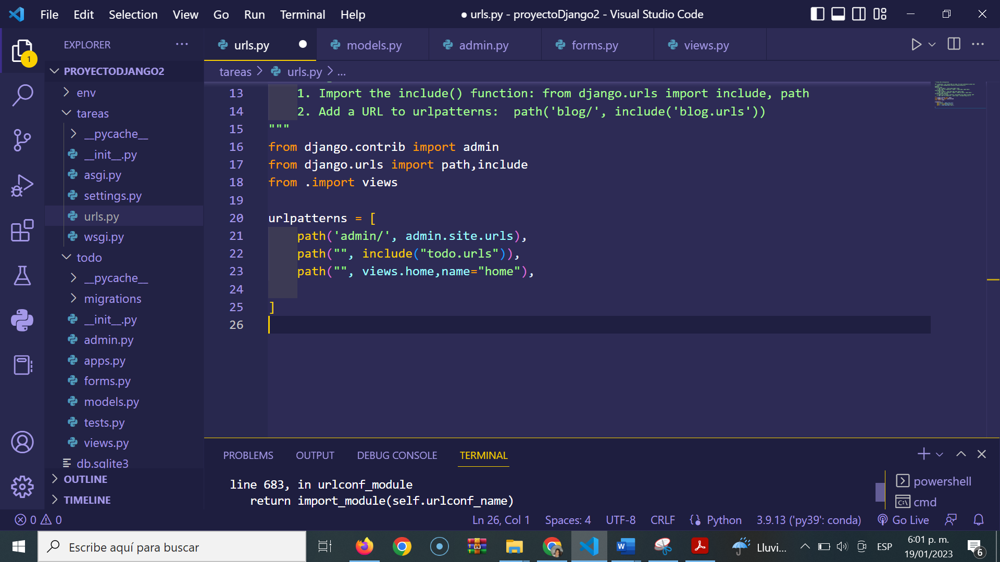 File Edit Selection View Go Run Terminal Help
● urls.py - proyectoDjango2 - Visual Studio Code
EXPLORER
1
PROYECTODJANGO2
env
tareas
__pycache__
__init__.py
asgi.py
settings.py
urls.py
wsgi.py
todo
__pycache__
migrations
__init__.py
admin.py
apps.py
forms.py
models.py
tests.py
views.py
db.sqlite3
OUTLINE
TIMELINE
urls.py models.py admin.py forms.py views.py
tareas > urls.py > ...
13 1. Import the include() function: from django.urls import include, path
14 2. Add a URL to urlpatterns:  path('blog/', include('blog.urls'))
15 """
16 from django.contrib import admin
17 from django.urls import path,include
18 from .import views
19
20 urlpatterns = [
21     path('admin/', admin.site.urls),
22     path("", include("todo.urls")),
23     path("", views.home,name="home"),
24
25 ]
26
PROBLEMS OUTPUT DEBUG CONSOLE TERMINAL
line 683, in urlconf_module
return import_module(self.urlconf_name)
powershell
cmd
0 0 Ln 26, Col 1 Spaces: 4 UTF-8 CRLF Python 3.9.13 ('py39': conda) Go Live
Escribe aquí para buscar
Lluvi... ESP
6:01 p. m.
19/01/2023
6